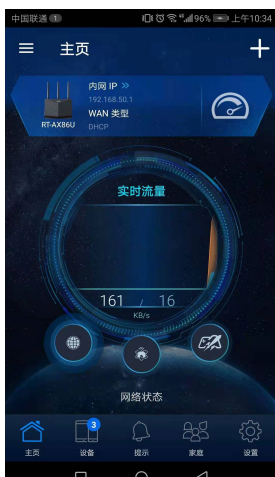 中国联通 1 96% 上午10:34
主页
内网 IP
192.168.50.1
WAN 类型
DHCP
RT-AX86U
实时流量
161 / 16
KB/s
网络状态
3
主页 设备 提示 家庭 设置